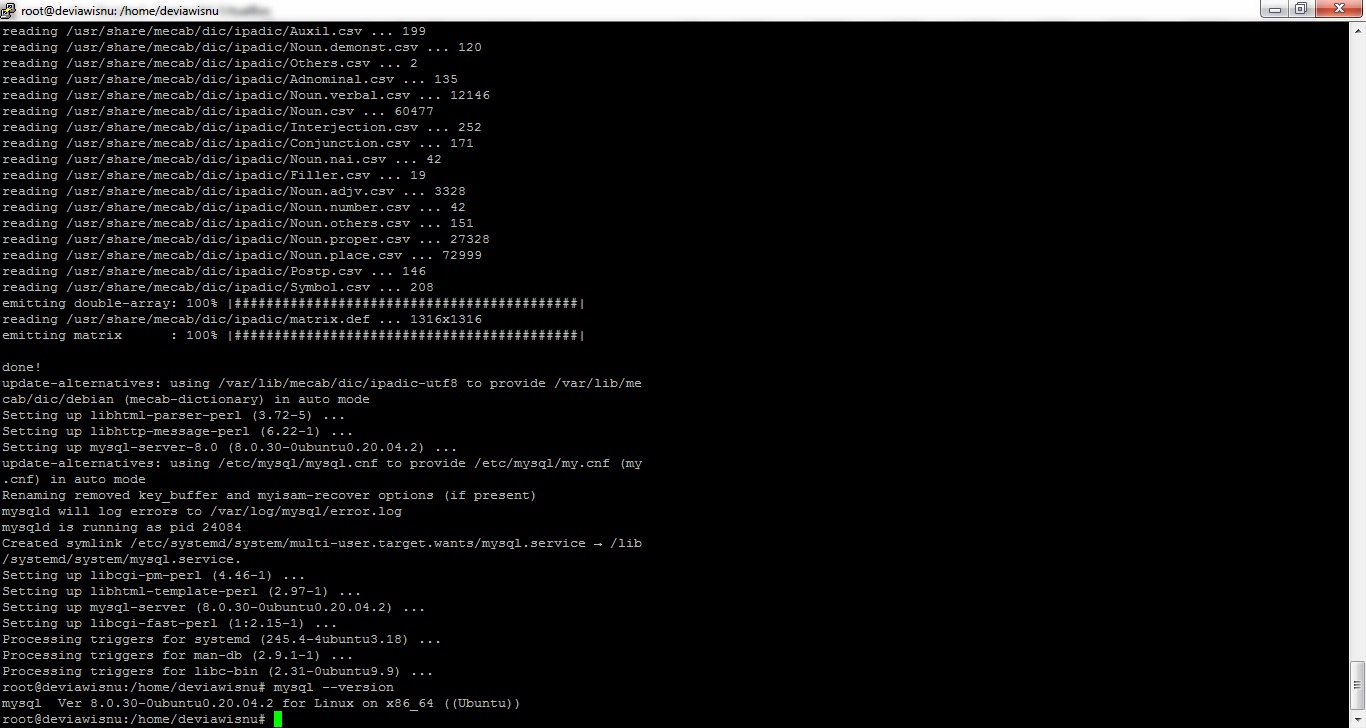 root@deviawisnu: /home/deviawisnu
reading /usr/share/mecab/dic/ipadic/Auxil.csv ... 199
reading /usr/share/mecab/dic/ipadic/Noun.demonst.csv ... 120
reading /usr/share/mecab/dic/ipadic/Others.csv ... 2
reading /usr/share/mecab/dic/ipadic/Adnominal.csv ... 135
reading /usr/share/mecab/dic/ipadic/Noun.verbal.csv ... 12146
reading /usr/share/mecab/dic/ipadic/Noun.csv ... 60477
reading /usr/share/mecab/dic/ipadic/Interjection.csv ... 252
reading /usr/share/mecab/dic/ipadic/Conjunction.csv ... 171
reading /usr/share/mecab/dic/ipadic/Noun.nai.csv ... 42
reading /usr/share/mecab/dic/ipadic/Filler.csv ... 19
reading /usr/share/mecab/dic/ipadic/Noun.adjv.csv ... 3328
reading /usr/share/mecab/dic/ipadic/Noun.number.csv ... 42
reading /usr/share/mecab/dic/ipadic/Noun.others.csv ... 151
reading /usr/share/mecab/dic/ipadic/Noun.proper.csv ... 27328
reading /usr/share/mecab/dic/ipadic/Noun.place.csv ... 72999
reading /usr/share/mecab/dic/ipadic/Postp.csv ... 146
reading /usr/share/mecab/dic/ipadic/Symbol.csv ... 208
emitting double-array: 100% |###########################################|
reading /usr/share/mecab/dic/ipadic/matrix.def ... 1316x1316
emitting matrix      : 100% |###########################################|
done!
update-alternatives: using /var/lib/mecab/dic/ipadic-utf8 to provide /var/lib/me
cab/dic/debian (mecab-dictionary) in auto mode
Setting up libhtml-parser-perl (3.72-5) ...
Setting up libhttp-message-perl (6.22-1) ...
Setting up mysql-server-8.0 (8.0.30-0ubuntu0.20.04.2) ...
update-alternatives: using /etc/mysql/mysql.cnf to provide /etc/mysql/my.cnf (my
.cnf) in auto mode
Renaming removed key_buffer and myisam-recover options (if present)
mysqld will log errors to /var/log/mysql/error.log
mysqld is running as pid 24084
Created symlink /etc/systemd/system/multi-user.target.wants/mysql.service → /lib
/systemd/system/mysql.service.
Setting up libcgi-pm-perl (4.46-1) ...
Setting up libhtml-template-perl (2.97-1) ...
Setting up mysql-server (8.0.30-0ubuntu0.20.04.2) ...
Setting up libcgi-fast-perl (1:2.15-1) ...
Processing triggers for systemd (245.4-4ubuntu3.18) ...
Processing triggers for man-db (2.9.1-1) ...
Processing triggers for libc-bin (2.31-0ubuntu9.9) ...
root@deviawisnu:/home/deviawisnu# mysql --version
mysql  Ver 8.0.30-0ubuntu0.20.04.2 for Linux on x86_64 ((Ubuntu))
root@deviawisnu:/home/deviawisnu#